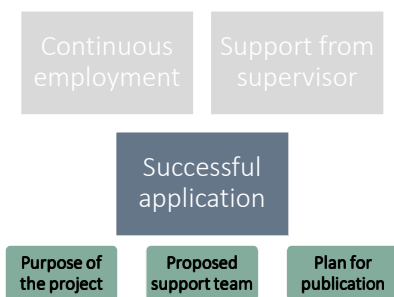 Continuous
employment
Support from
supervisor
Successful
application
Purpose of
the project
Proposed
support team
Plan for
publication